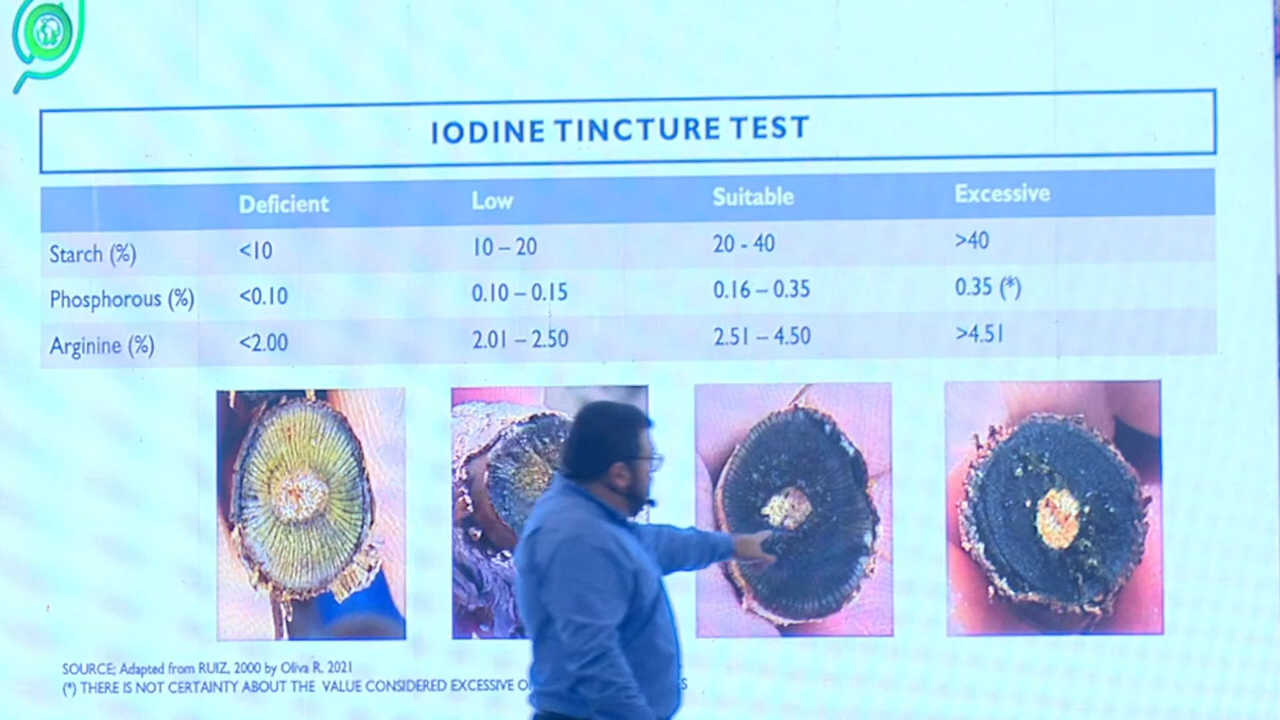 IODINE TINCTURE TEST
Deficient Low Suitable Excessive
Starch (%) <10 10 – 20 20 - 40 >40
Phosphorous (%) <0.10 0.10 – 0.15 0.16 – 0.35 0.35 (*)
Arginine (%) <2.00 2.01 – 2.50 2.51 – 4.50 >4.51
SOURCE; Adapted from RUIZ, 2000 by Oliva R. 2021
(*) THERE IS NOT CERTAINTY ABOUT THE VALUE CONSIDERED EXCESSIVE